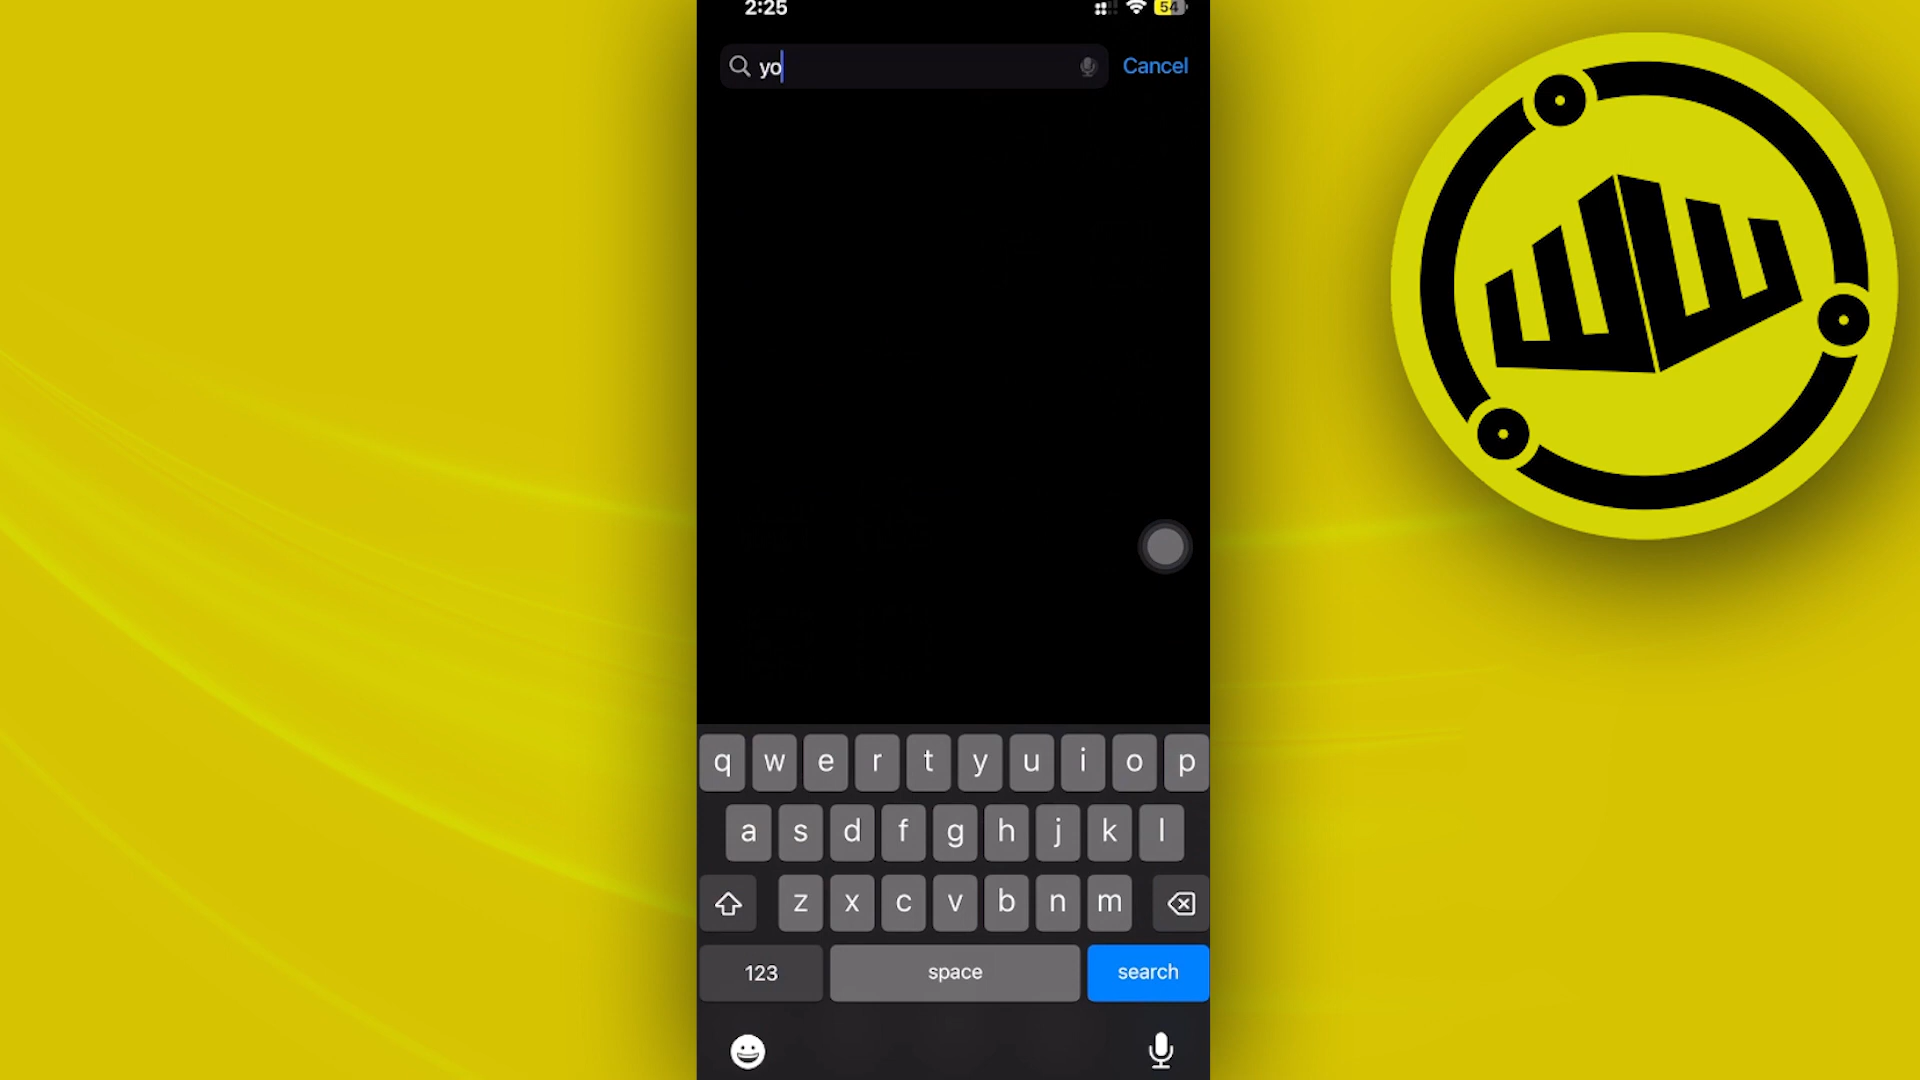 2:25
54
yo
Cancel
q w e r t y u i o p
a s d f g h j k l
z x c v b n m
123 space search